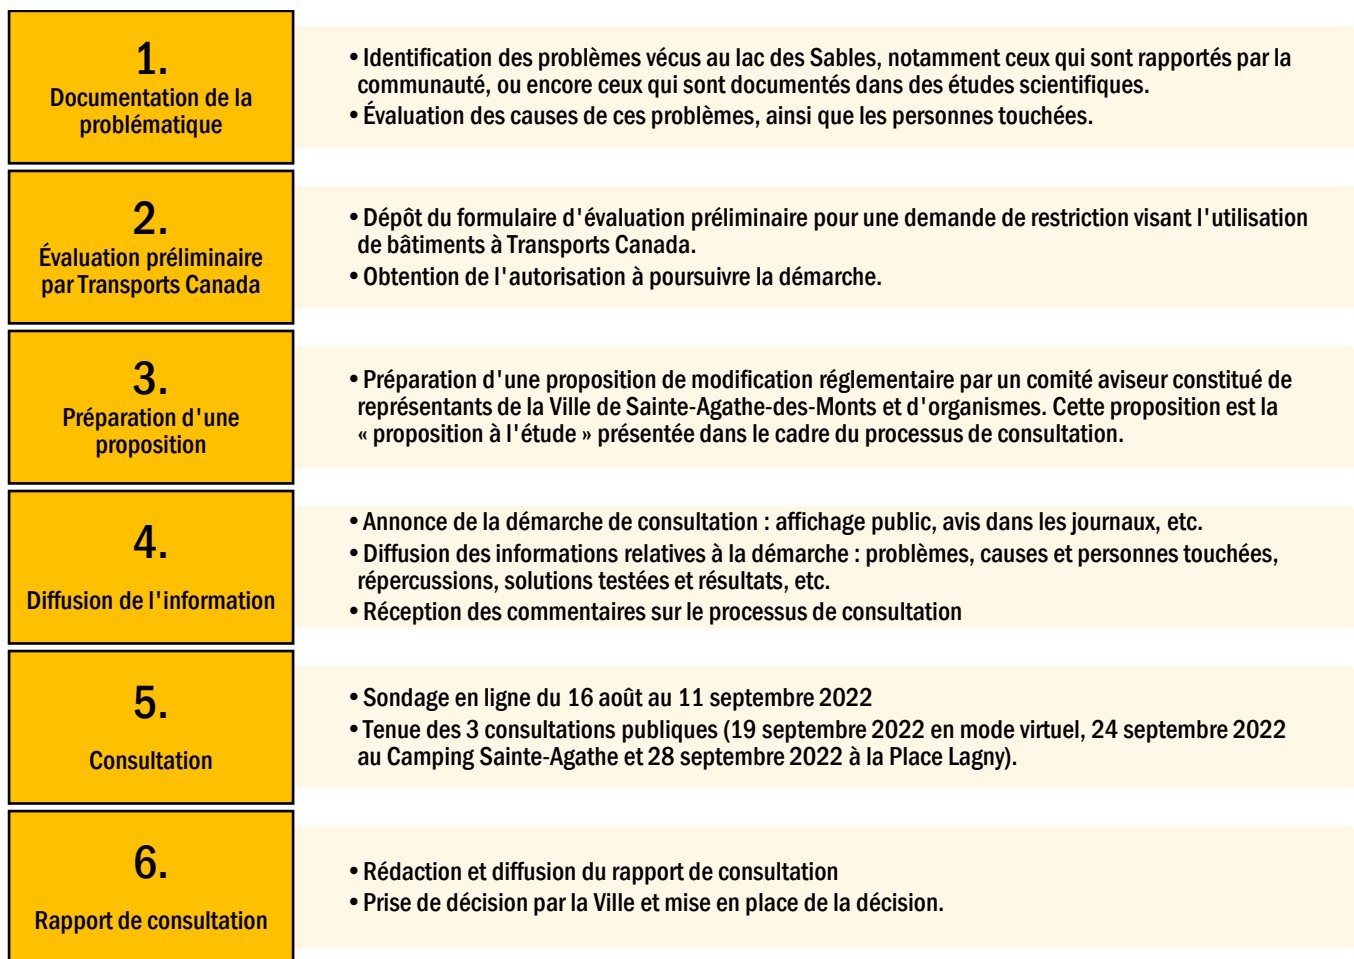 1.
Documentation de la
problématique
• Identification des problèmes vécus au lac des Sables, notamment ceux qui sont rapportés par la
communauté, ou encore ceux qui sont documentés dans des études scientifiques.
• Évaluation des causes de ces problèmes, ainsi que les personnes touchées.
2.
Évaluation préliminaire
par Transports Canada
• Dépôt du formulaire d'évaluation préliminaire pour une demande de restriction visant l'utilisation
de bâtiments à Transports Canada.
• Obtention de l'autorisation à poursuivre la démarche.
3.
Préparation d'une
proposition
• Préparation d'une proposition de modification réglementaire par un comité aviseur constitué de
représentants de la Ville de Sainte-Agathe-des-Monts et d'organismes. Cette proposition est la
« proposition à l'étude » présentée dans le cadre du processus de consultation.
4.
Diffusion de l'information
• Annonce de la démarche de consultation : affichage public, avis dans les journaux, etc.
• Diffusion des informations relatives à la démarche : problèmes, causes et personnes touchées,
répercussions, solutions testées et résultats, etc.
• Réception des commentaires sur le processus de consultation
5.
Consultation
• Sondage en ligne du 16 août au 11 septembre 2022
• Tenue des 3 consultations publiques (19 septembre 2022 en mode virtuel, 24 septembre 2022
au Camping Sainte-Agathe et 28 septembre 2022 à la Place Lagny).
6.
Rapport de consultation
• Rédaction et diffusion du rapport de consultation
• Prise de décision par la Ville et mise en place de la décision.